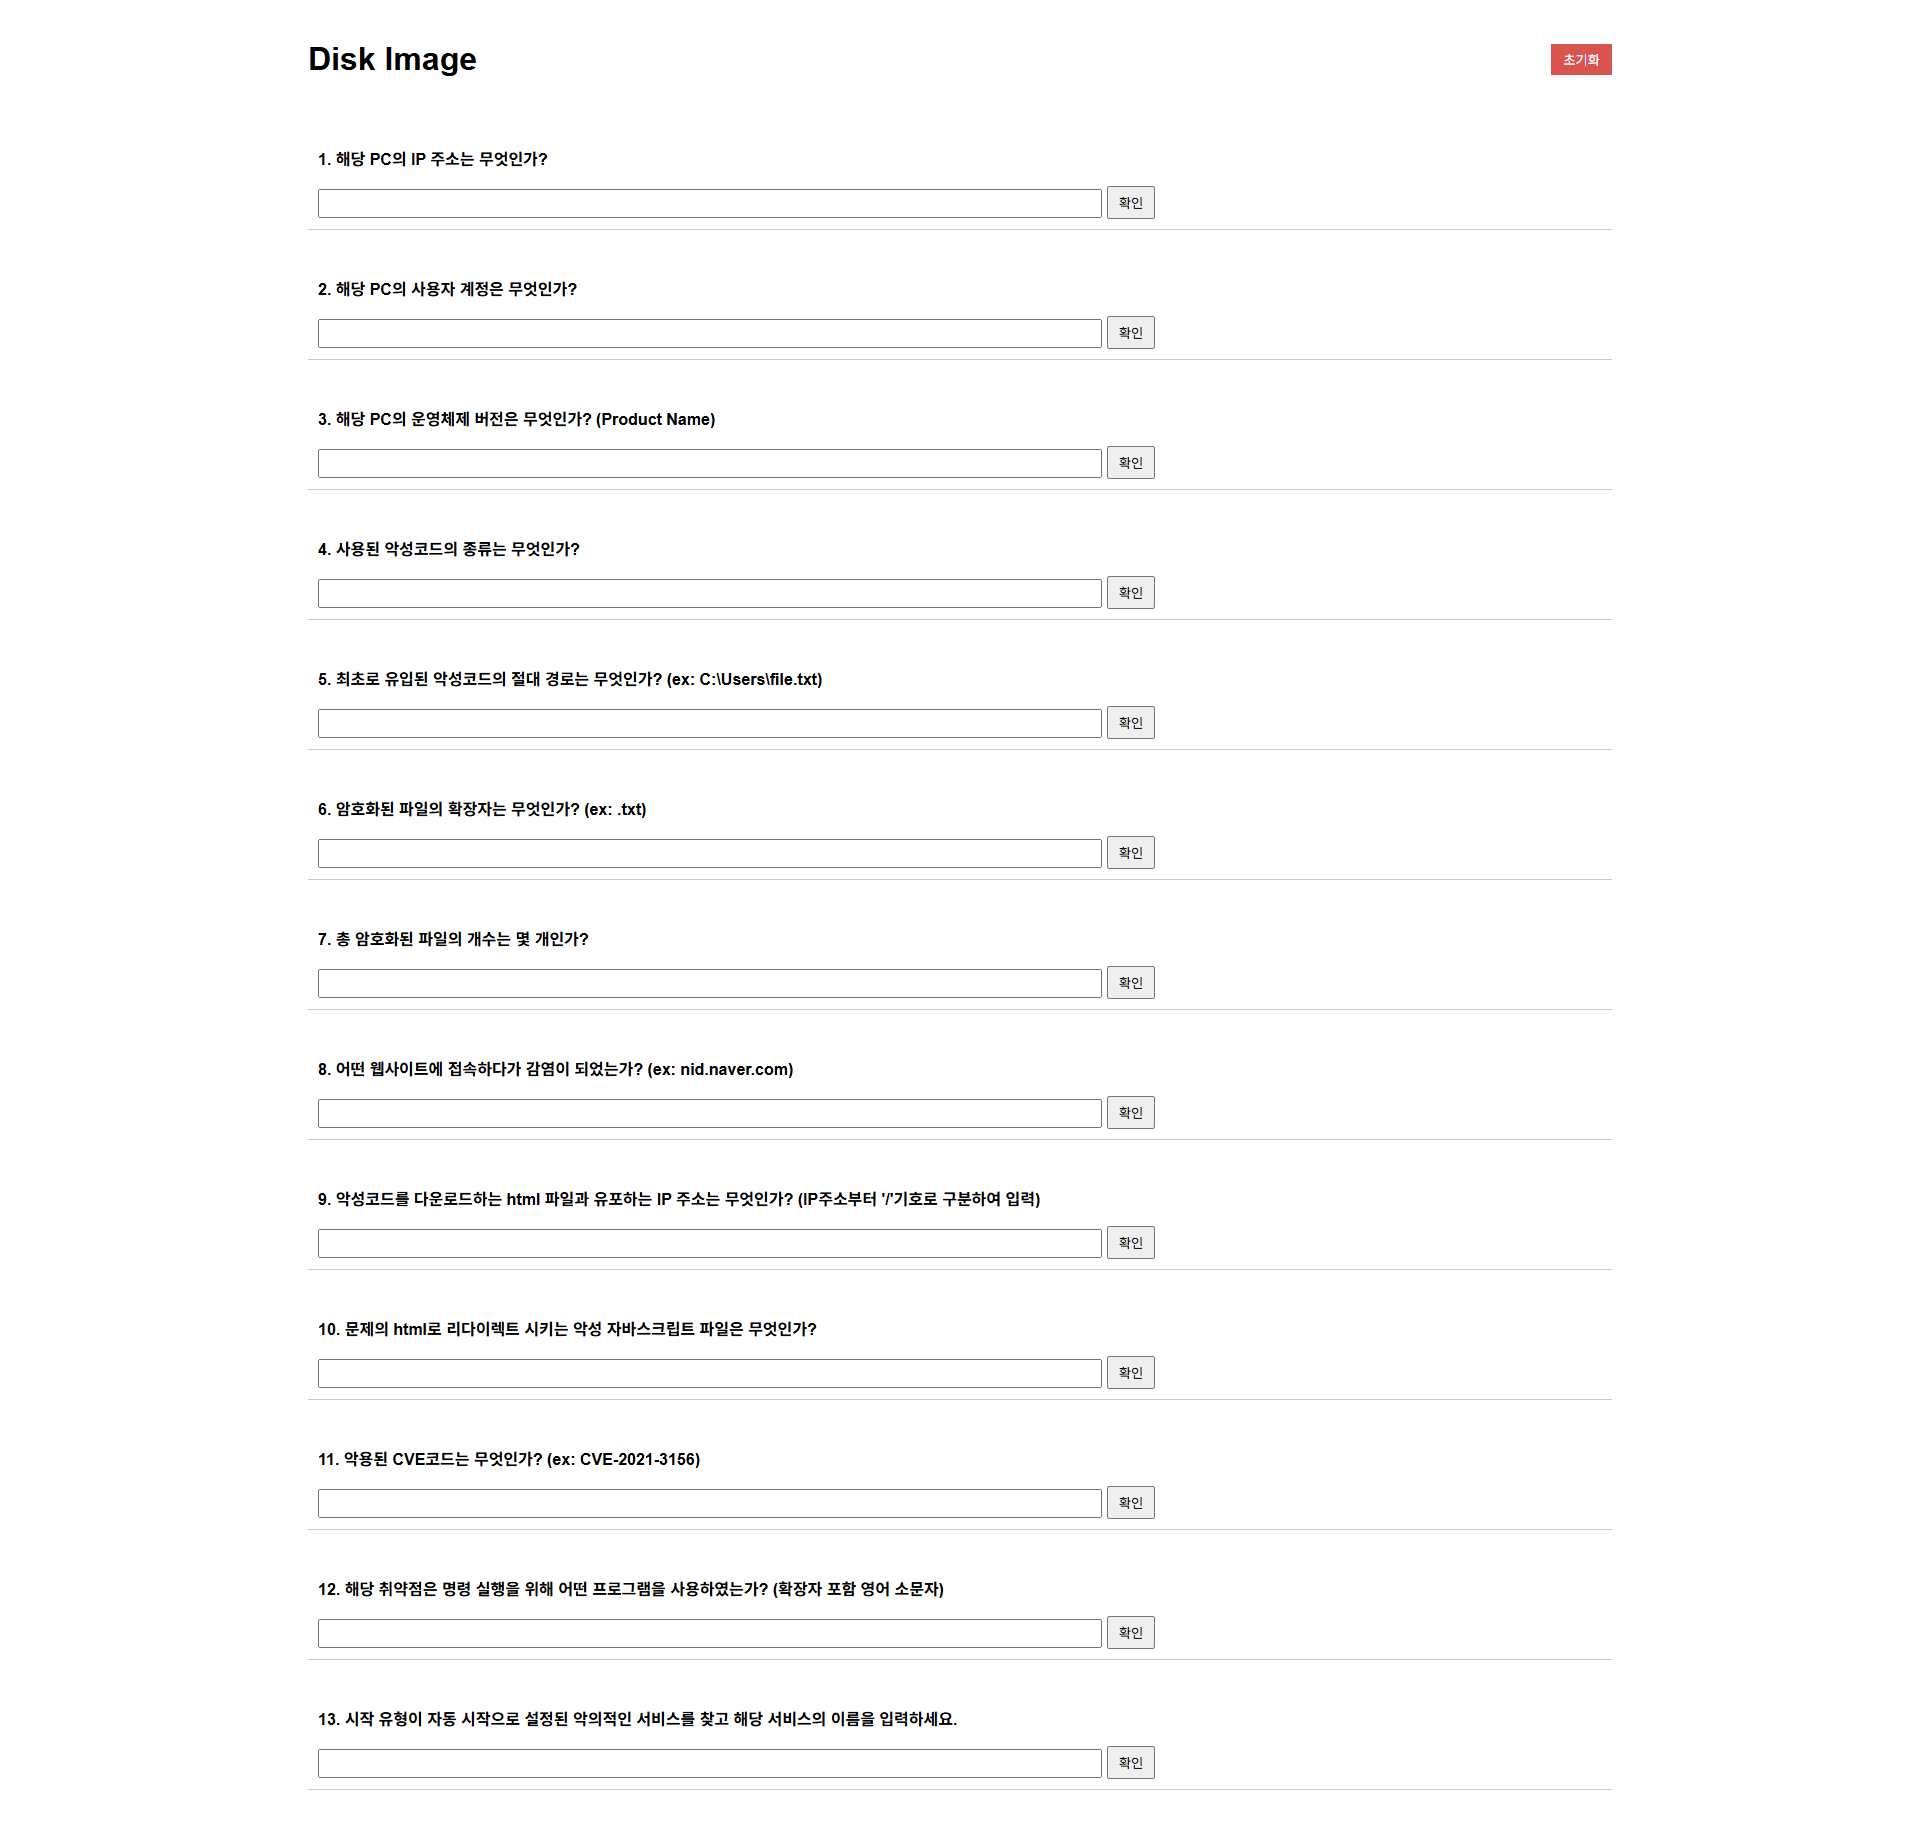 Disk Image
초기화
1. 해당 PC의 IP 주소는 무엇인가?
확인
2. 해당 PC의 사용자 계정은 무엇인가?
확인
3. 해당 PC의 운영체제 버전은 무엇인가? (Product Name)
확인
4. 사용된 악성코드의 종류는 무엇인가?
확인
5. 최초로 유입된 악성코드의 절대 경로는 무엇인가? (ex: C:\Users\file.txt)
확인
6. 암호화된 파일의 확장자는 무엇인가? (ex: .txt)
확인
7. 총 암호화된 파일의 개수는 몇 개인가?
확인
8. 어떤 웹사이트에 접속하다가 감염이 되었는가? (ex: nid.naver.com)
확인
9. 악성코드를 다운로드하는 html 파일과 유포하는 IP 주소는 무엇인가? (IP주소부터 '/'기호로 구분하여 입력)
확인
10. 문제의 html로 리다이렉트 시키는 악성 자바스크립트 파일은 무엇인가?
확인
11. 악용된 CVE코드는 무엇인가? (ex: CVE-2021-3156)
확인
12. 해당 취약점은 명령 실행을 위해 어떤 프로그램을 사용하였는가? (확장자 포함 영어 소문자)
확인
13. 시작 유형이 자동 시작으로 설정된 악의적인 서비스를 찾고 해당 서비스의 이름을 입력하세요.
확인